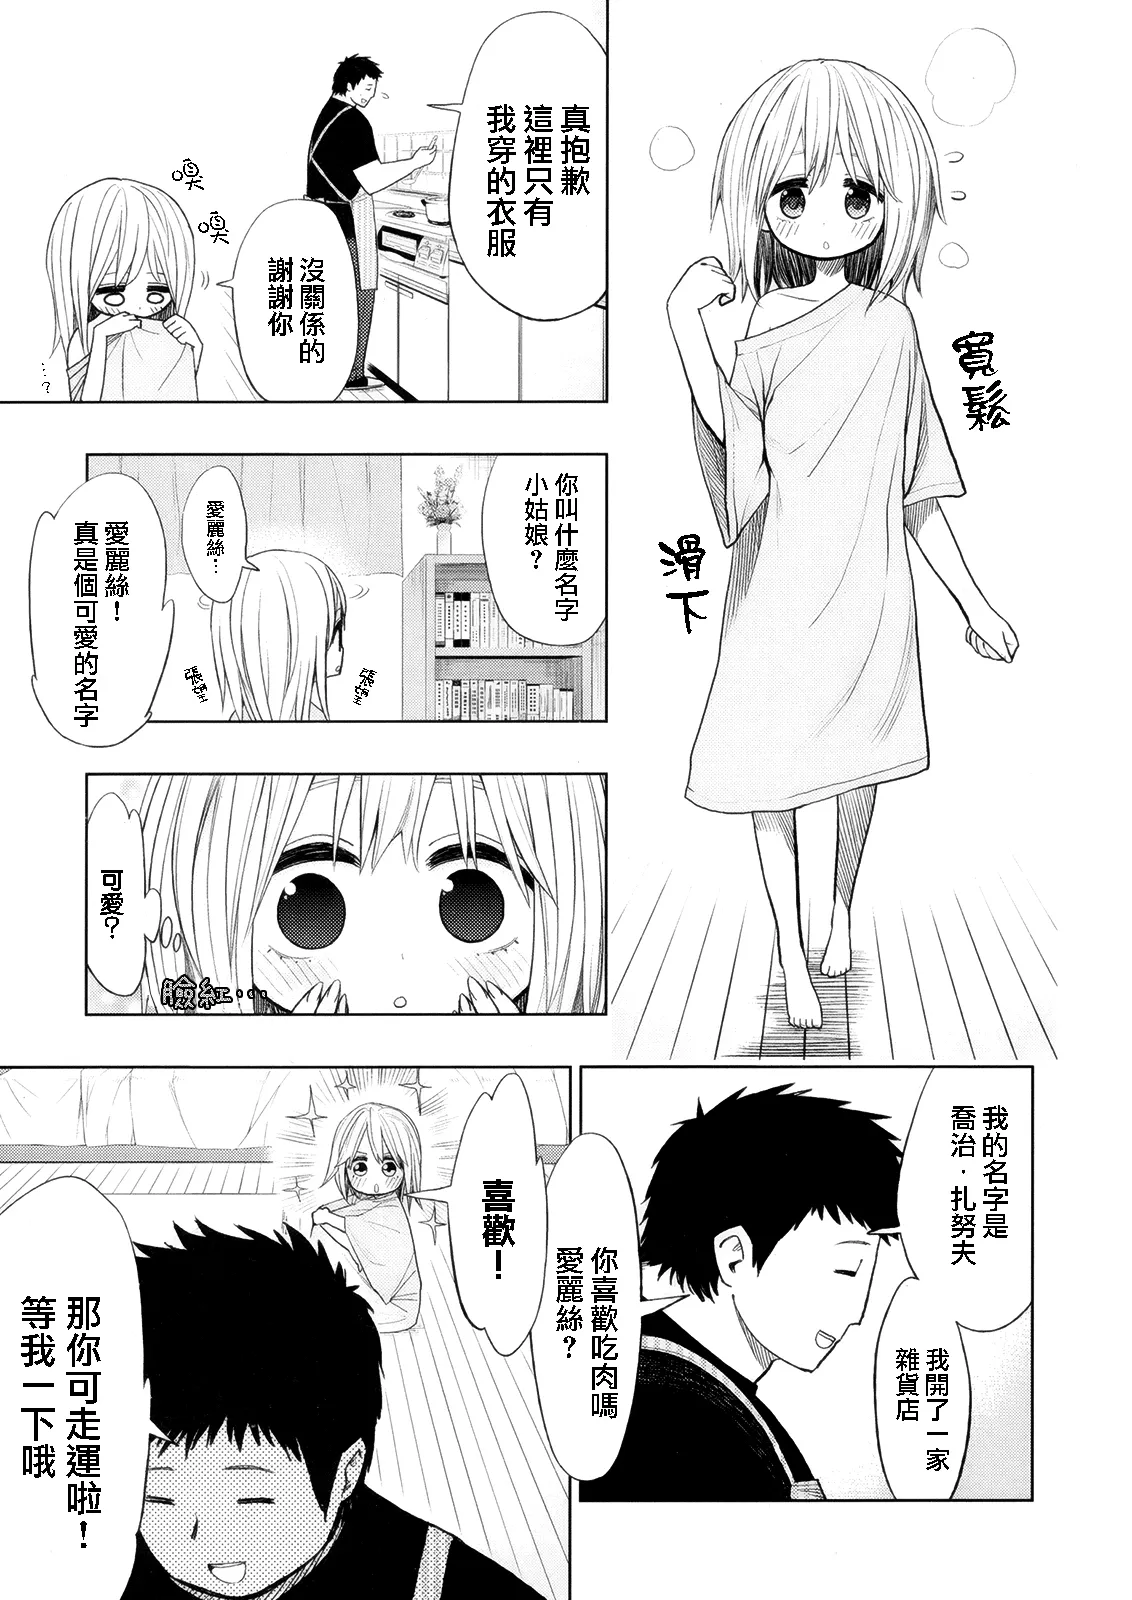 寬鬆
滑下
真抱歉
這裡只有
我穿的衣服
沒關係的
謝謝你
嗅
嗅
…?
你叫什麼名字
小姑娘?
愛麗絲…
張望
張望
愛麗絲!
真是個可愛的名字
可愛?
臉紅…
我的名字是
喬治.扎努夫
我開了一家
雜貨店
你喜歡吃肉嗎
愛麗絲?
喜歡!
那你可走運啦!
等我一下哦